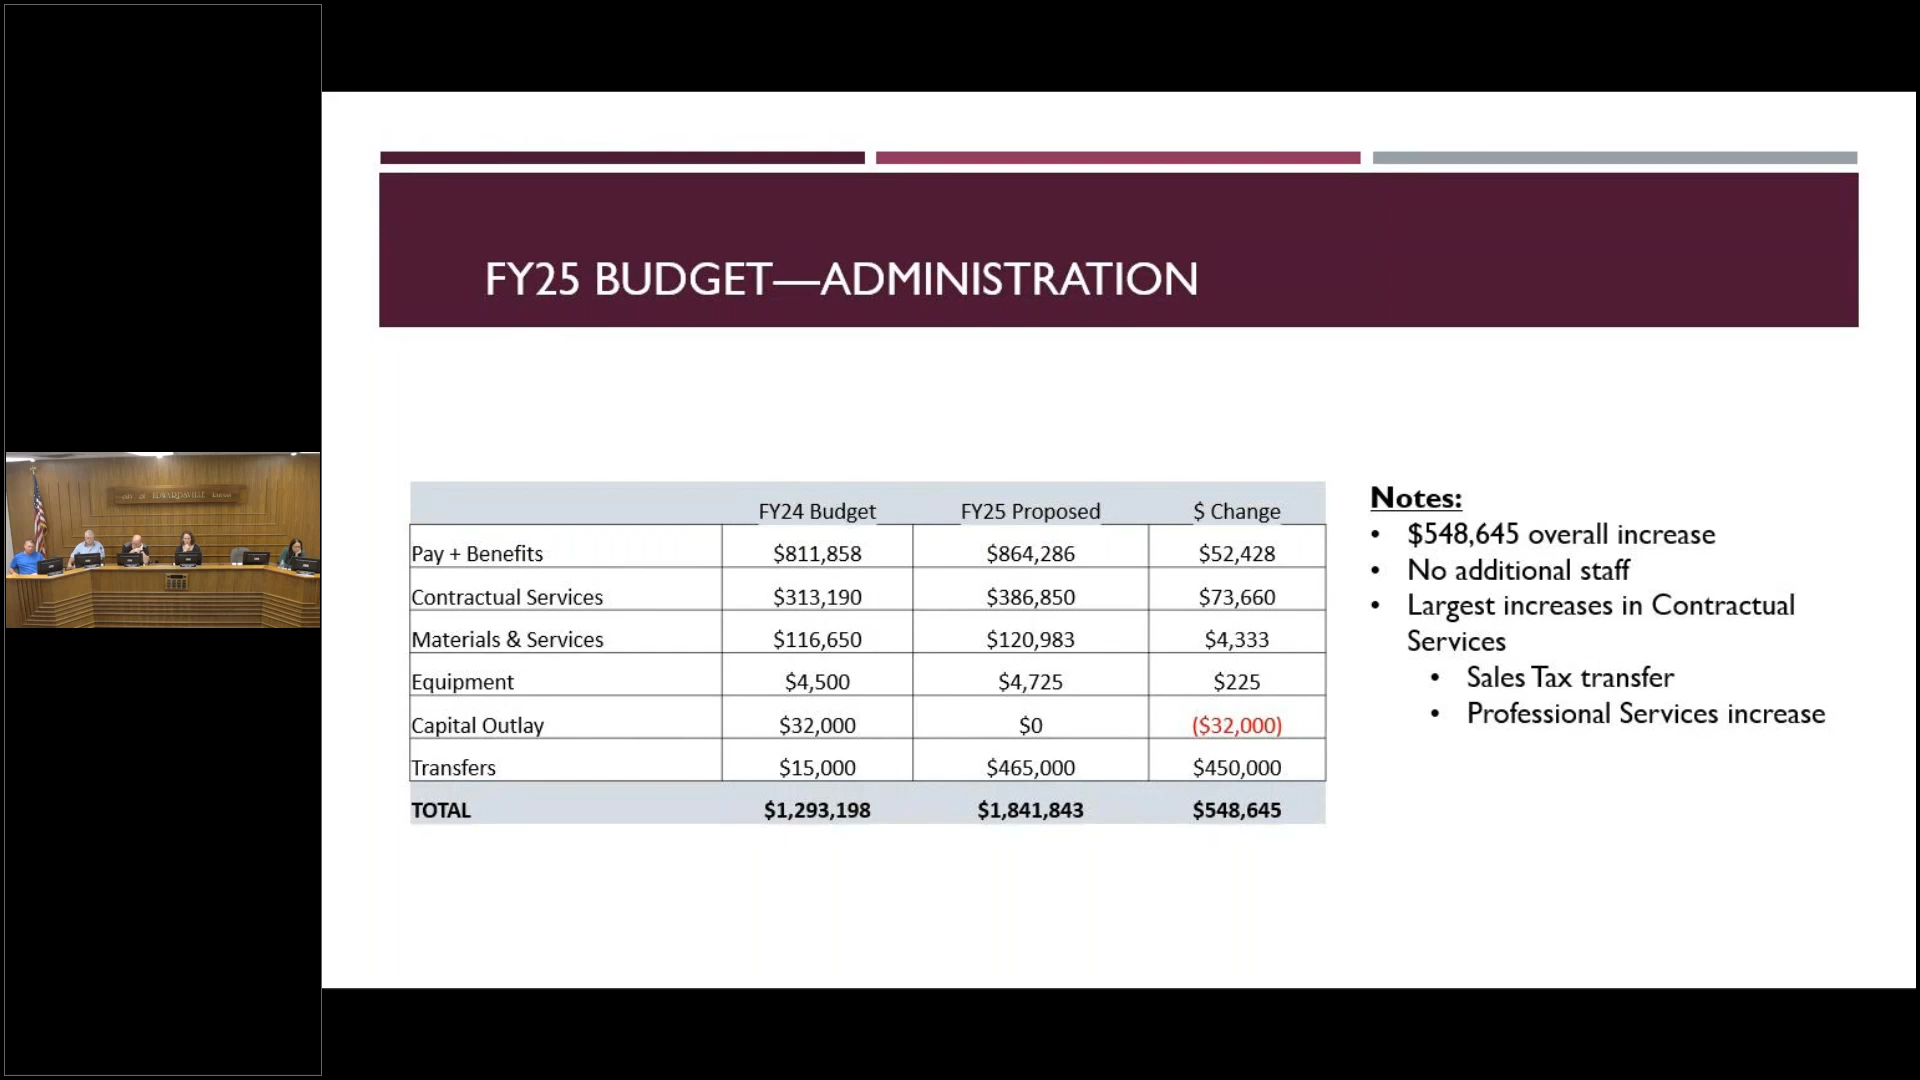 CITY OF EDWARDSVILLE KANSAS
FY25 BUDGET—ADMINISTRATION
FY24 Budget FY25 Proposed $ Change
Pay + Benefits $811,858 $864,286 $52,428
Contractual Services $313,190 $386,850 $73,660
Materials & Services $116,650 $120,983 $4,333
Equipment $4,500 $4,725 $225
Capital Outlay $32,000 $0 ($32,000)
Transfers $15,000 $465,000 $450,000
TOTAL $1,293,198 $1,841,843 $548,645
Notes:
• $548,645 overall increase
• No additional staff
• Largest increases in Contractual
Services
• Sales Tax transfer
• Professional Services increase